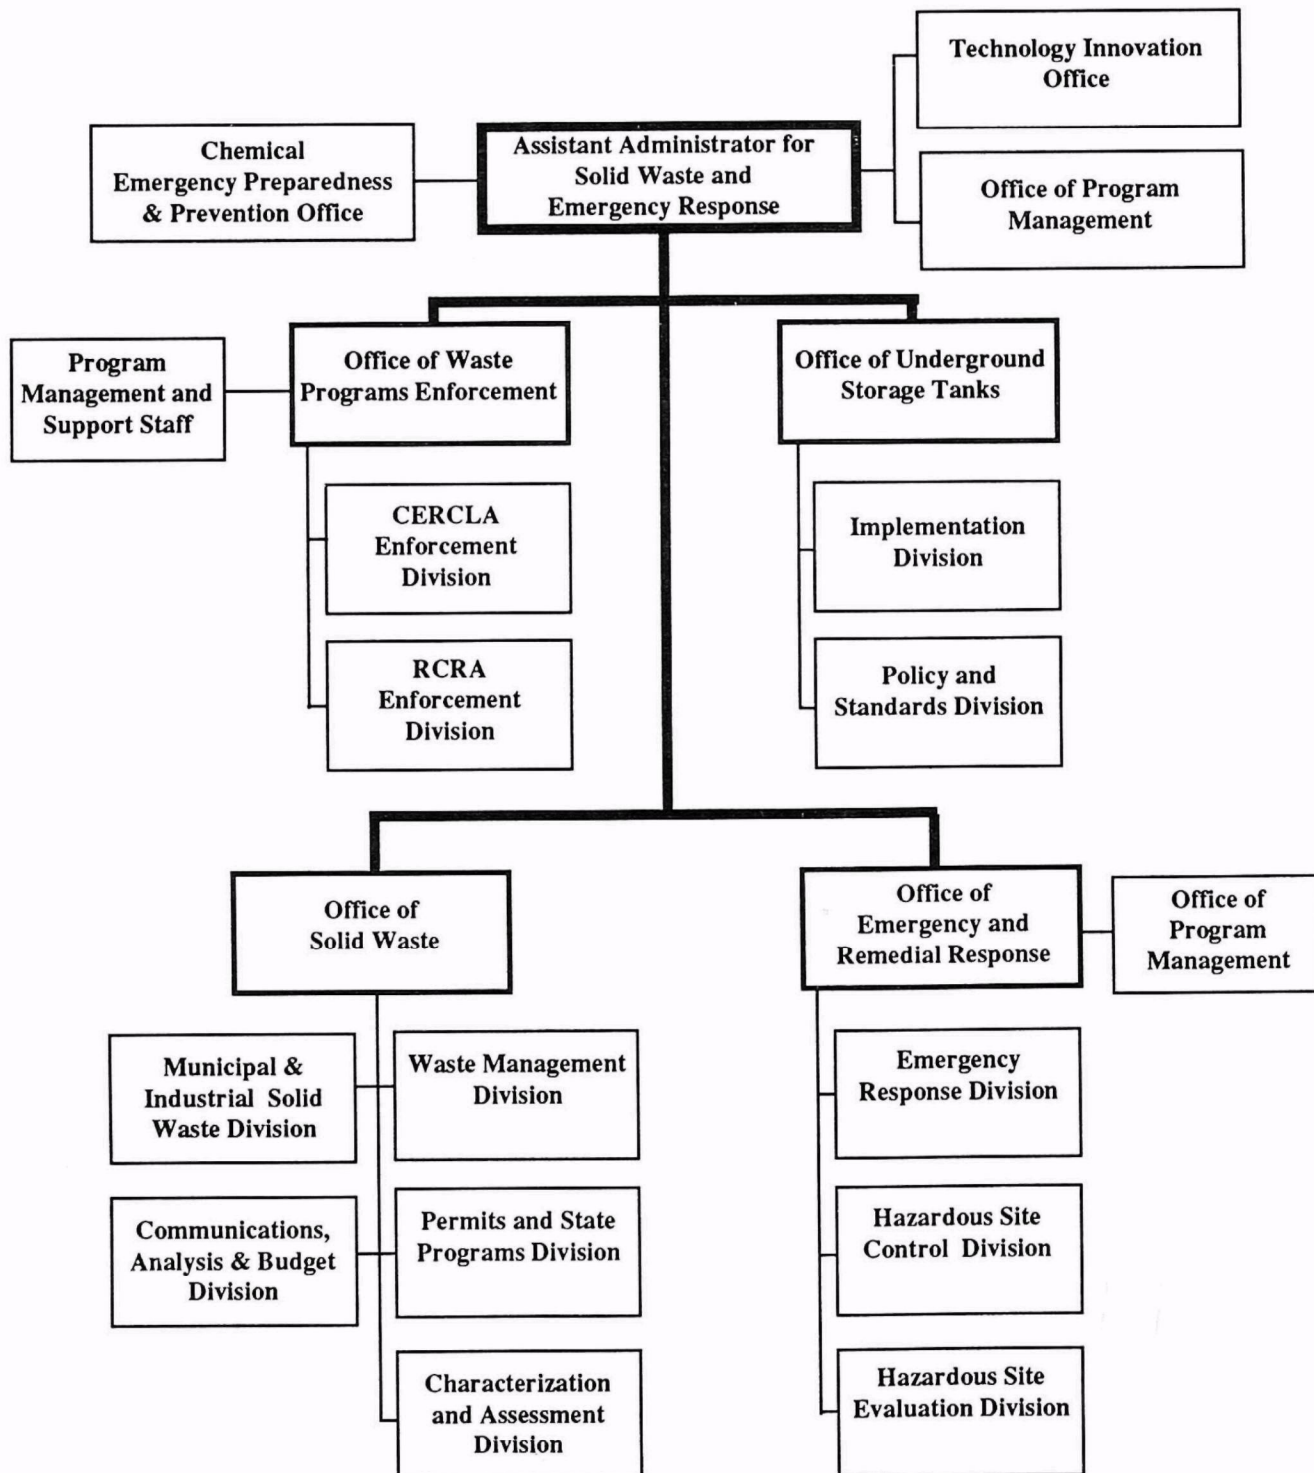 Technology Innovation
Office
Chemical
Emergency Preparedness
& Prevention Office
Assistant Administrator for
Solid Waste and
Emergency Response
Office of Program
Management
Program
Management and
Support Staff
Office of Waste
Programs Enforcement
Office of Underground
Storage Tanks
CERCLA
Enforcement
Division
Implementation
Division
RCRA
Enforcement
Division
Policy and
Standards Division
Office of
Solid Waste
Office of
Emergency and
Remedial Response
Office of
Program
Management
Municipal &
Industrial Solid
Waste Division
Waste Management
Division
Emergency
Response Division
Communications,
Analysis & Budget
Division
Permits and State
Programs Division
Hazardous Site
Control Division
Characterization
and Assessment
Division
Hazardous Site
Evaluation Division